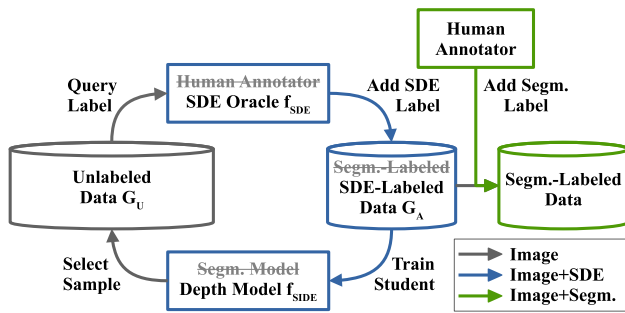 Human
Annotator
Query
Label
Human Annotator
SDE Oracle f_SDE
Add SDE
Label
Add Segm.
Label
Unlabeled
Data G_U
Segm.-Labeled
SDE-Labeled
Data G_A
Segm.-Labeled
Data
Select
Sample
Segm. Model
Depth Model f_SIDE
Train
Student
Image
Image+SDE
Image+Segm.